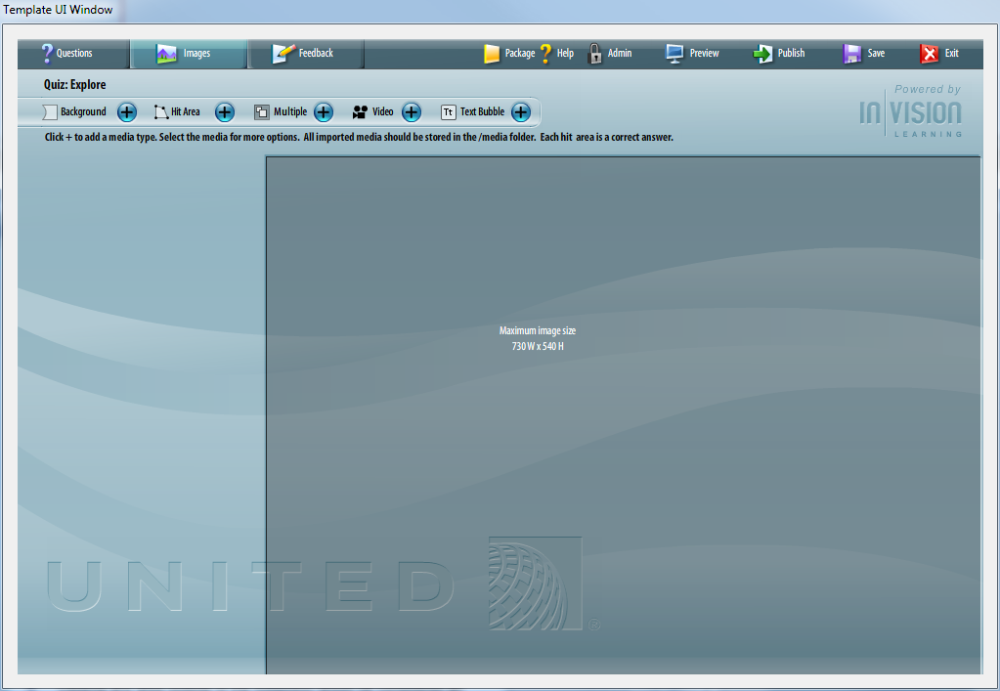 Template UI Window
Questions Images Feedback Package Help Admin Preview Publish Save Exit
Quiz: Explore
Powered by
IN VISION
LEARNING
Background Hit Area Multiple Video Tt Text Bubble
Click + to add a media type. Select the media for more options. All imported media should be stored in the /media folder. Each hit area is a correct answer.
Maximum image size
730 W x 540 H
UNITED ®